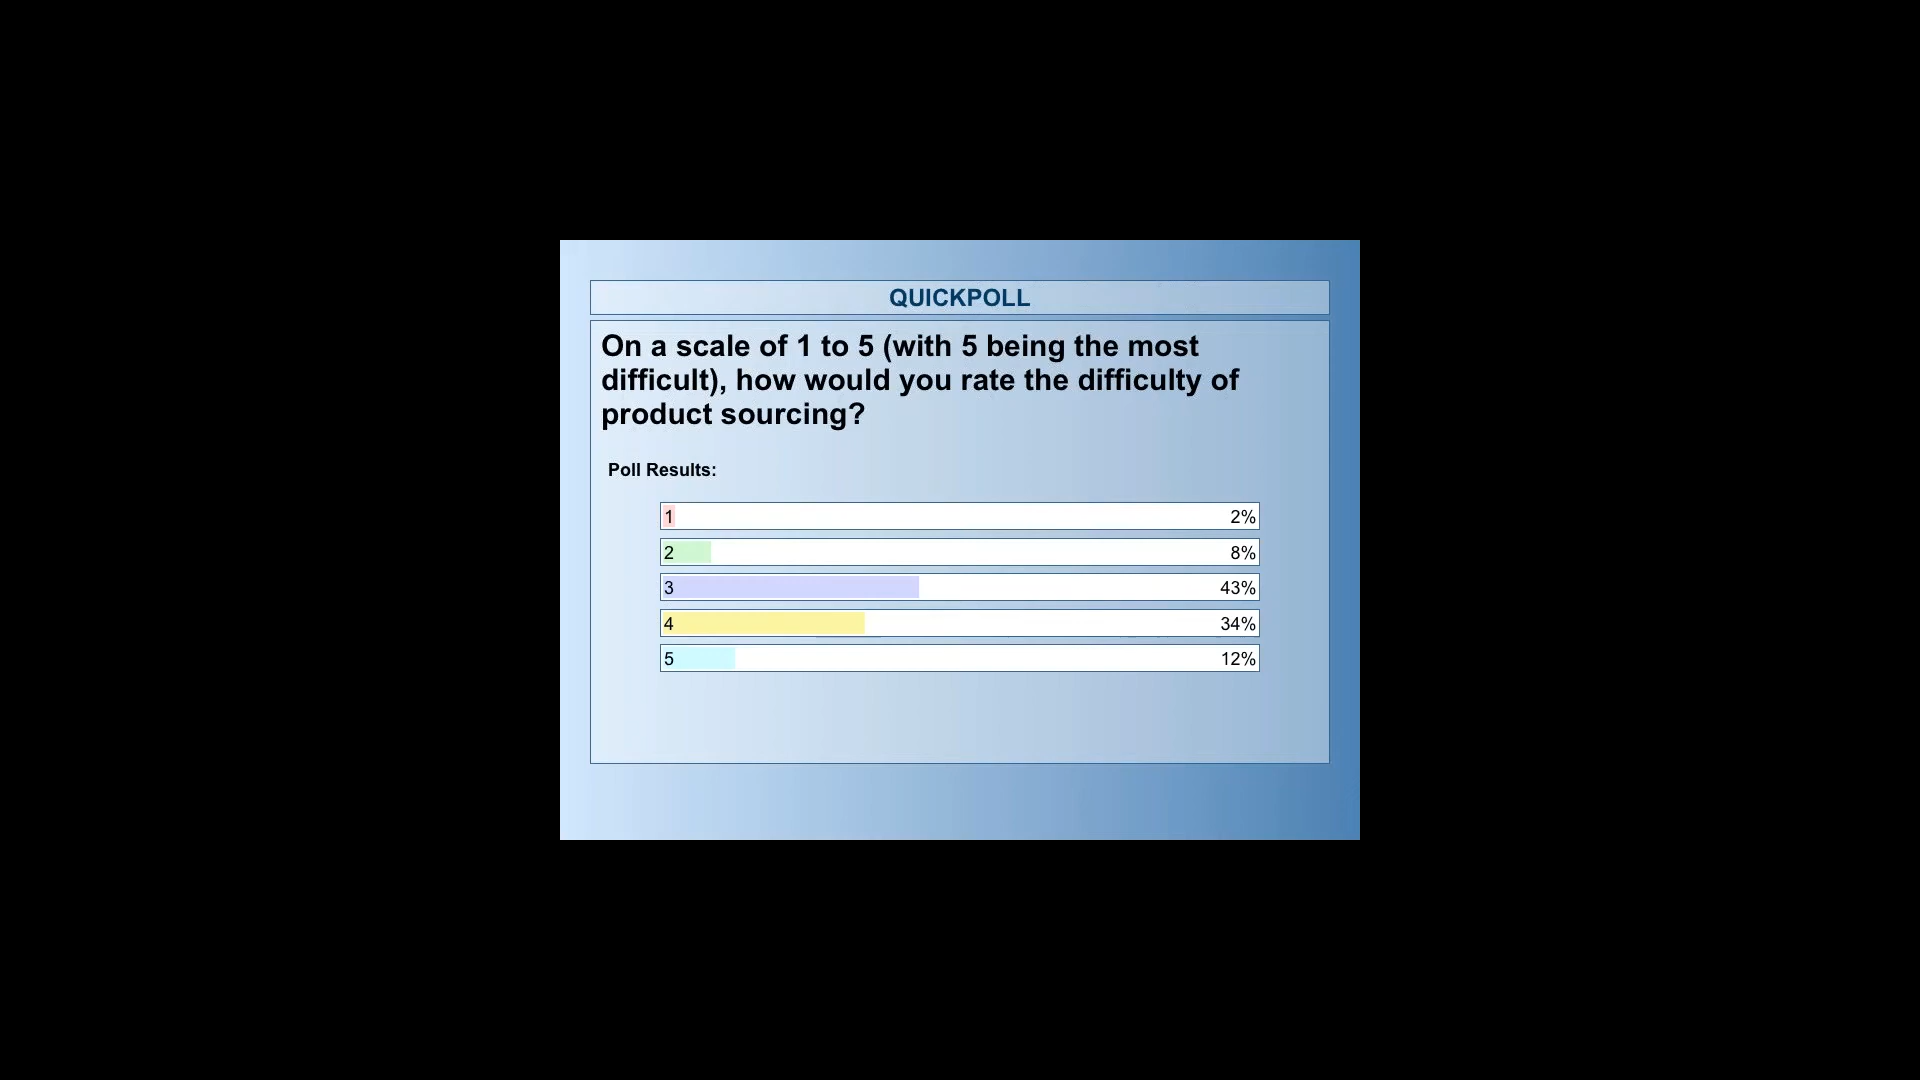 QUICKPOLL
On a scale of 1 to 5 (with 5 being the most
difficult), how would you rate the difficulty of
product sourcing?
Poll Results:
1 2%
2 8%
3 43%
4 34%
5 12%